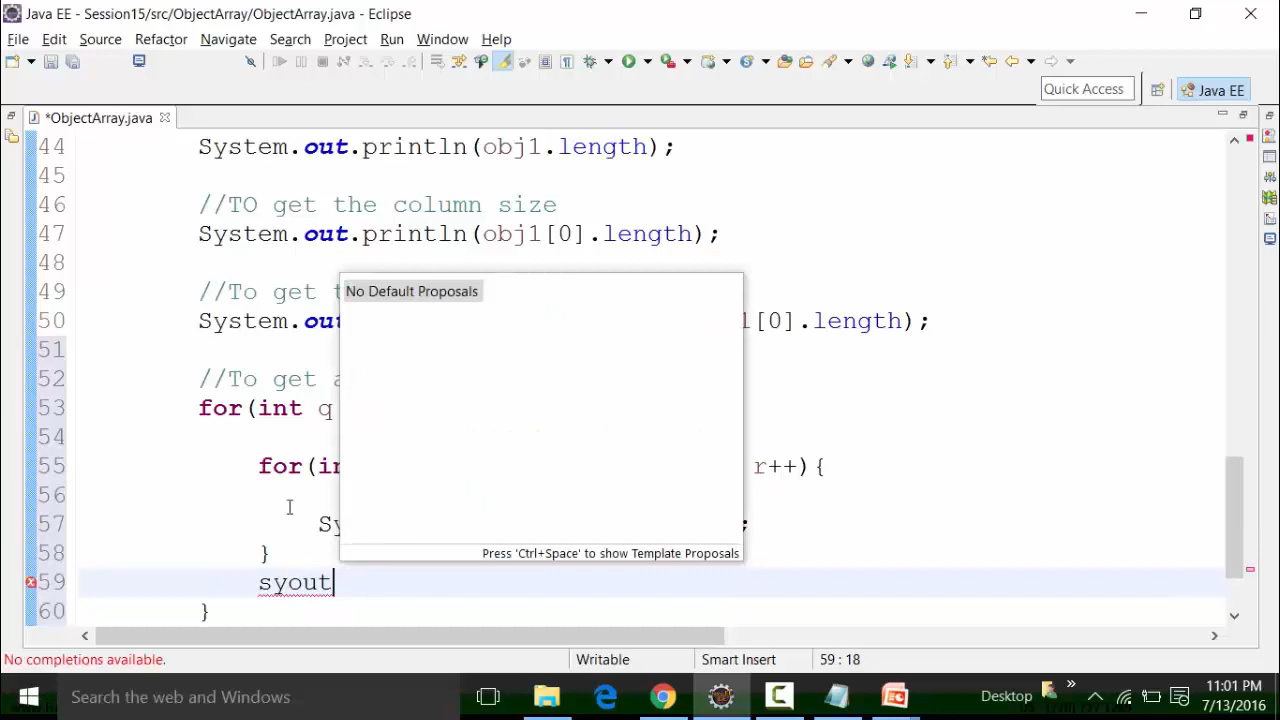 Java EE - Session15/src/ObjectArray/ObjectArray.java - Eclipse
File Edit Source Refactor Navigate Search Project Run Window Help
Quick Access
Java EE
*ObjectArray.java
44 System.out.println(obj1.length);
45
46 //TO get the column size
47 System.out.println(obj1[0].length);
48
49 //To get t
50 System.out [0].length);
51
52 //To get a
53 for(int q
54
55 for(in r++){
56
57 Sy ;
58 }
59 syout
60 }
No Default Proposals
Press 'Ctrl+Space' to show Template Proposals
No completions available.
Writable
Smart Insert
59 : 18
Search the web and Windows
Desktop
11:01 PM
7/13/2016